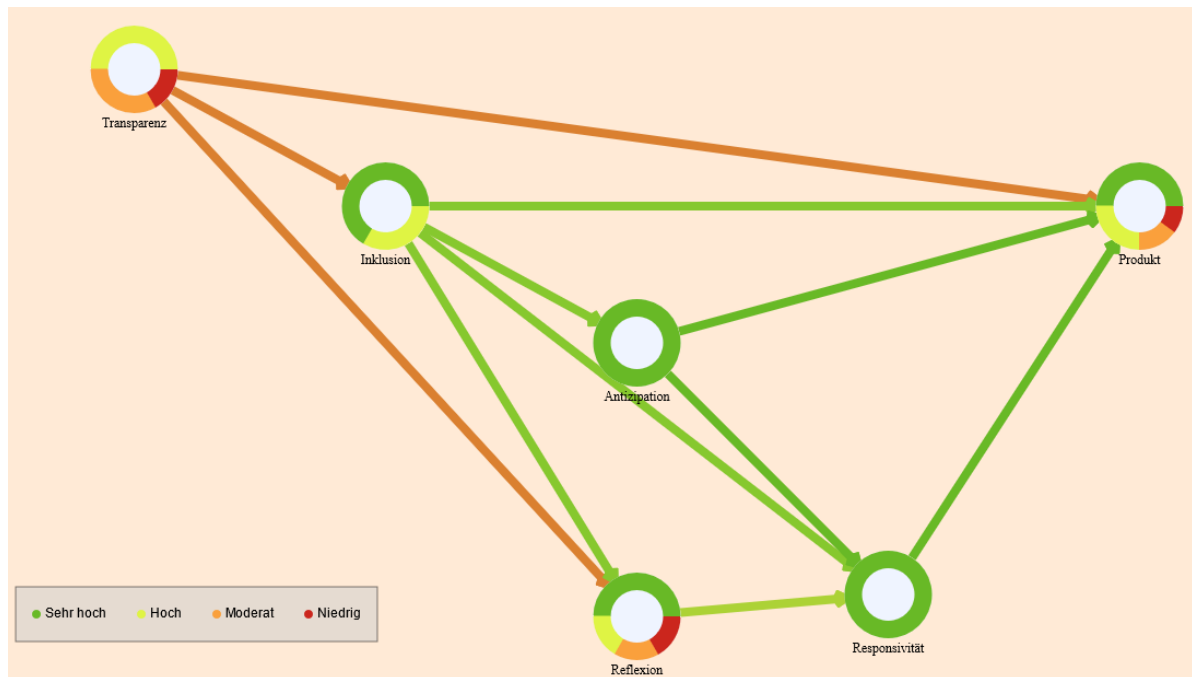 Transparenz
Inklusion
Produkt
Antizipation
Sehr hoch
Hoch
Moderat
Niedrig
Responsivität
Reflexion